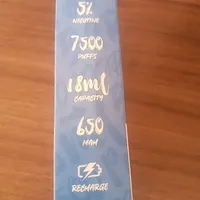 5%
NICOTINE
7500
PUFFS
18ml
CAPACITY
650
MAH
RECHARGE